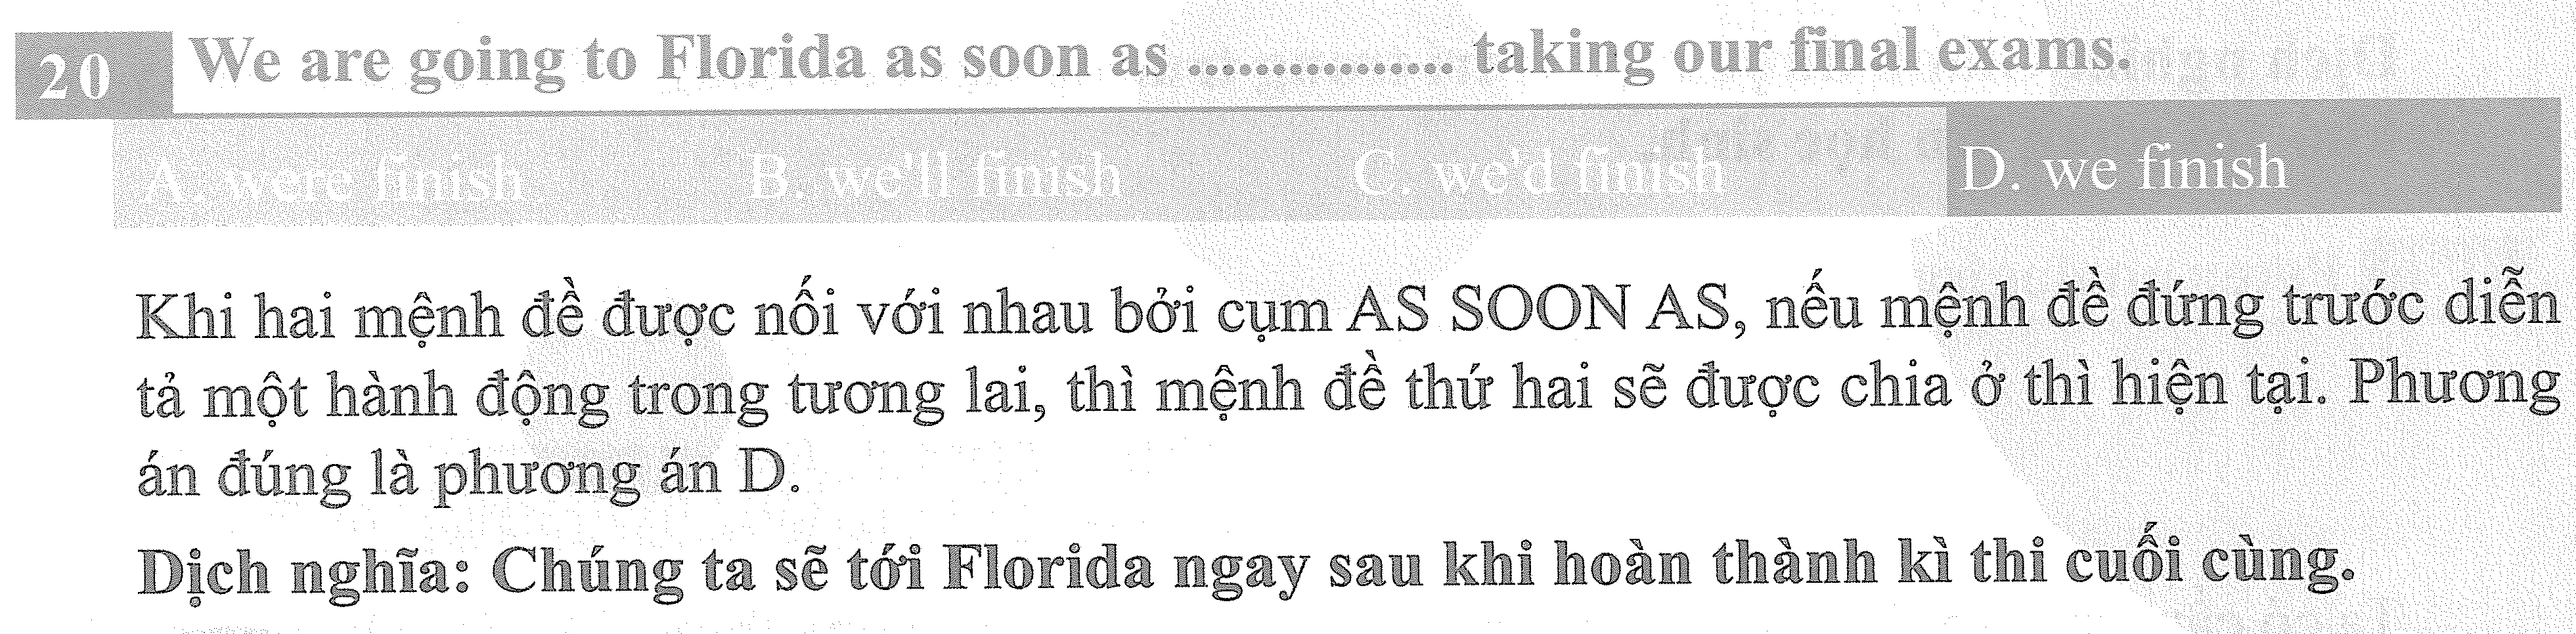 20 We are going to Florida as soon as ................... taking our final exams.
A. were finish B. we'll finish C. we'd finish D. we finish
Khi hai mệnh đề được nối với nhau bởi cụm AS SOON AS, nếu mệnh đề đứng trước diễn
tả một hành động trong tương lai, thì mệnh đề thứ hai sẽ được chia ở thì hiện tại. Phương
án đúng là phương án D.
Dịch nghĩa: Chúng ta sẽ tới Florida ngay sau khi hoàn thành kì thi cuối cùng.